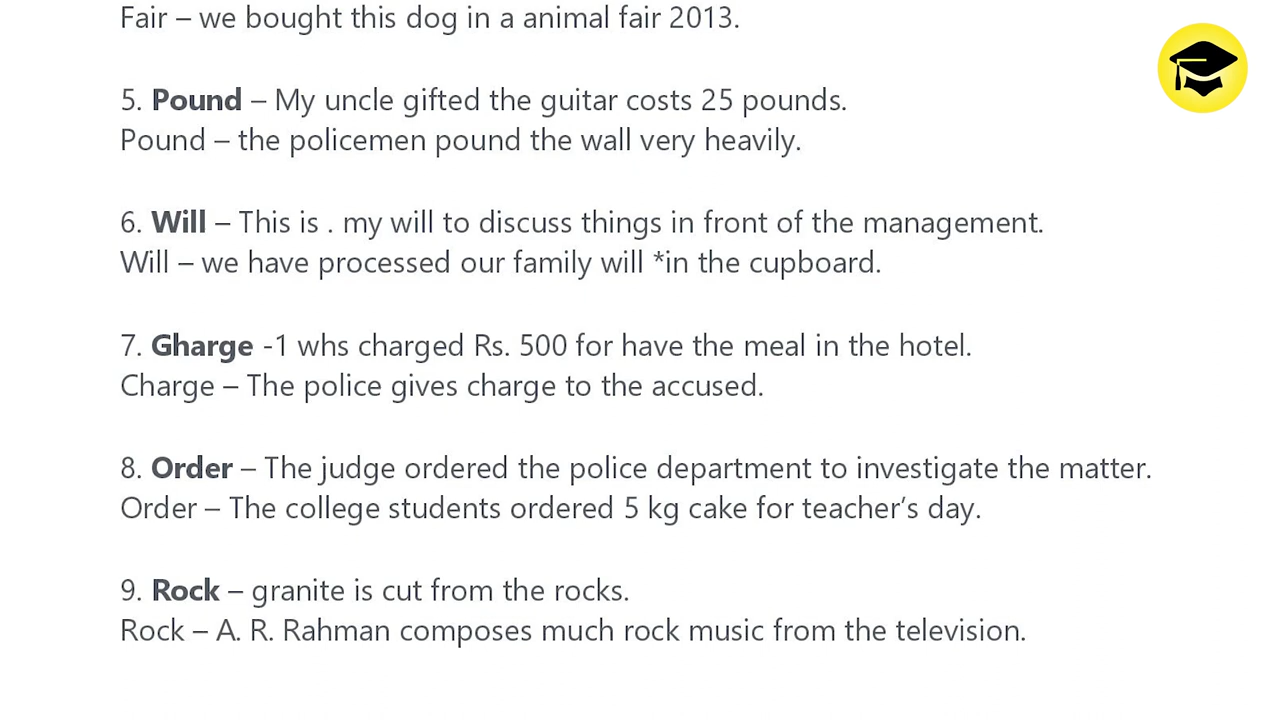 Fair – we bought this dog in a animal fair 2013.
5. Pound – My uncle gifted the guitar costs 25 pounds.
Pound – the policemen pound the wall very heavily.
6. Will – This is . my will to discuss things in front of the management.
Will – we have processed our family will *in the cupboard.
7. Gharge -1 whs charged Rs. 500 for have the meal in the hotel.
Charge – The police gives charge to the accused.
8. Order – The judge ordered the police department to investigate the matter.
Order – The college students ordered 5 kg cake for teacher’s day.
9. Rock – granite is cut from the rocks.
Rock – A. R. Rahman composes much rock music from the television.